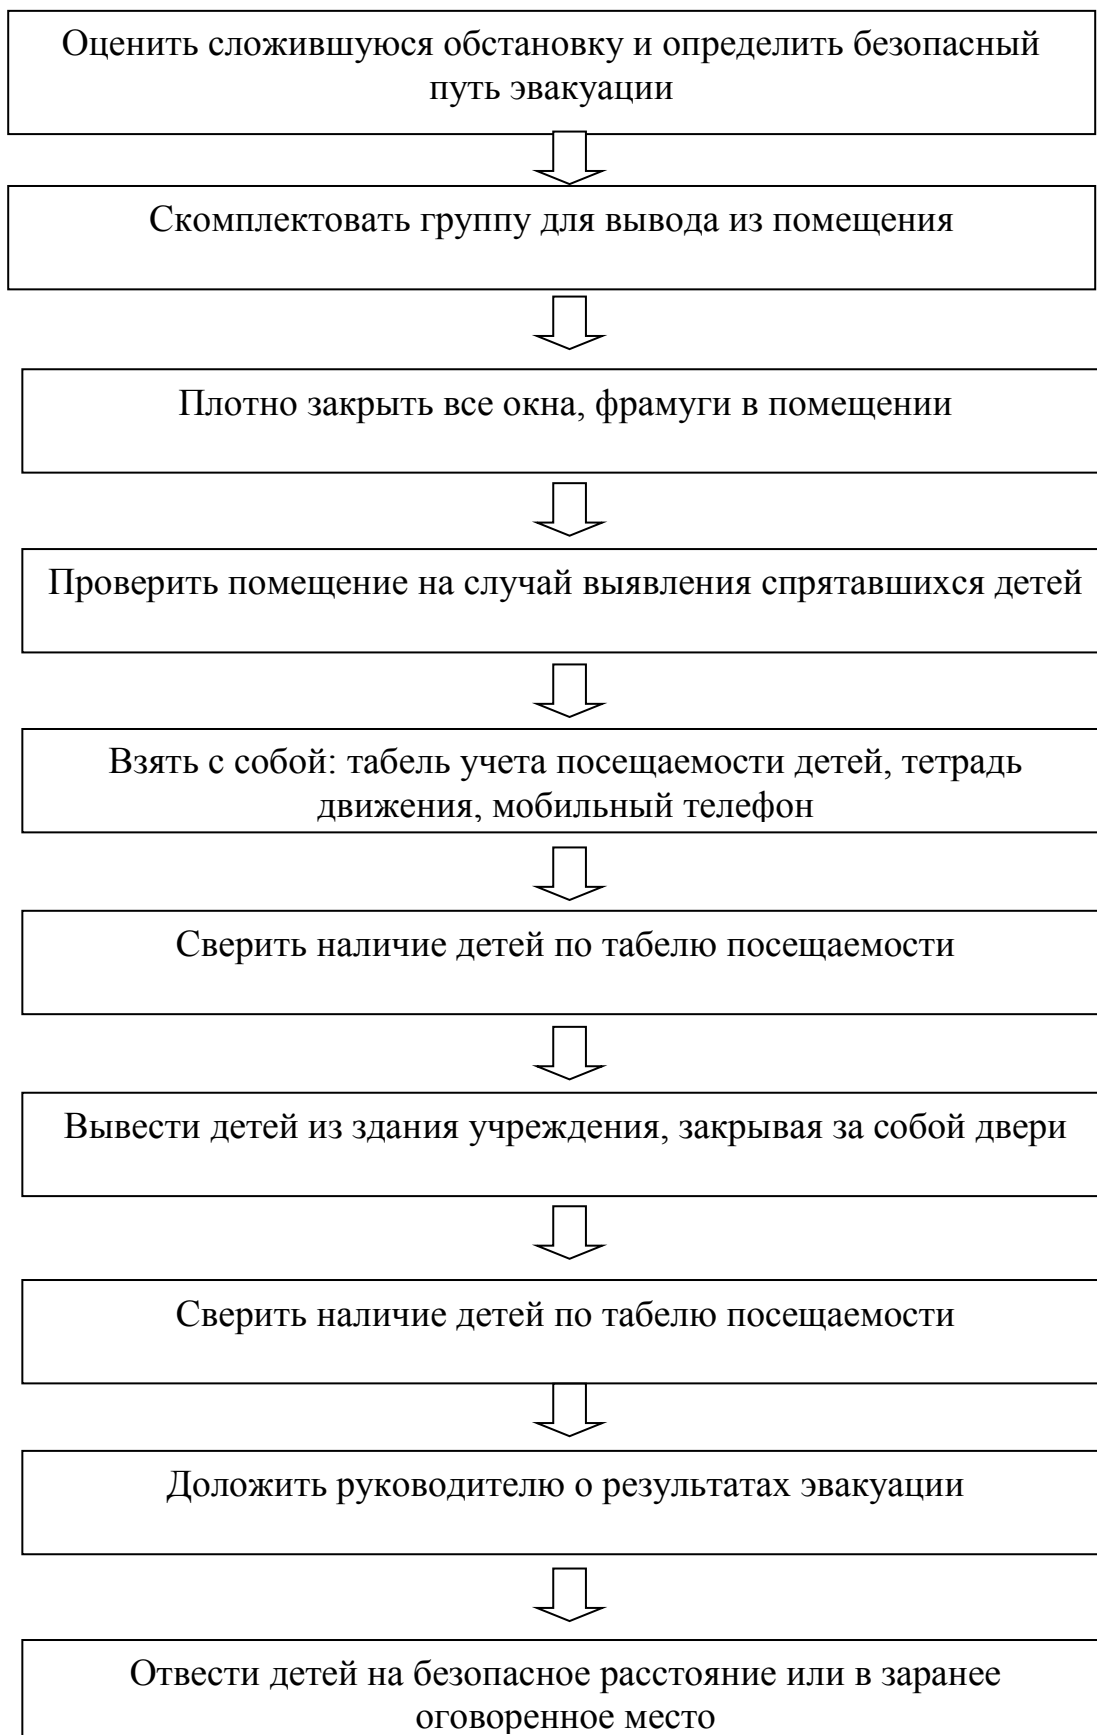 Оценить сложившуюся обстановку и определить безопасный
путь эвакуации
Скомплектовать группу для вывода из помещения
Плотно закрыть все окна, фрамуги в помещении
Проверить помещение на случай выявления спрятавшихся детей
Взять с собой: табель учета посещаемости детей, тетрадь
движения, мобильный телефон
Сверить наличие детей по табелю посещаемости
Вывести детей из здания учреждения, закрывая за собой двери
Сверить наличие детей по табелю посещаемости
Доложить руководителю о результатах эвакуации
Отвести детей на безопасное расстояние или в заранее
оговоренное место